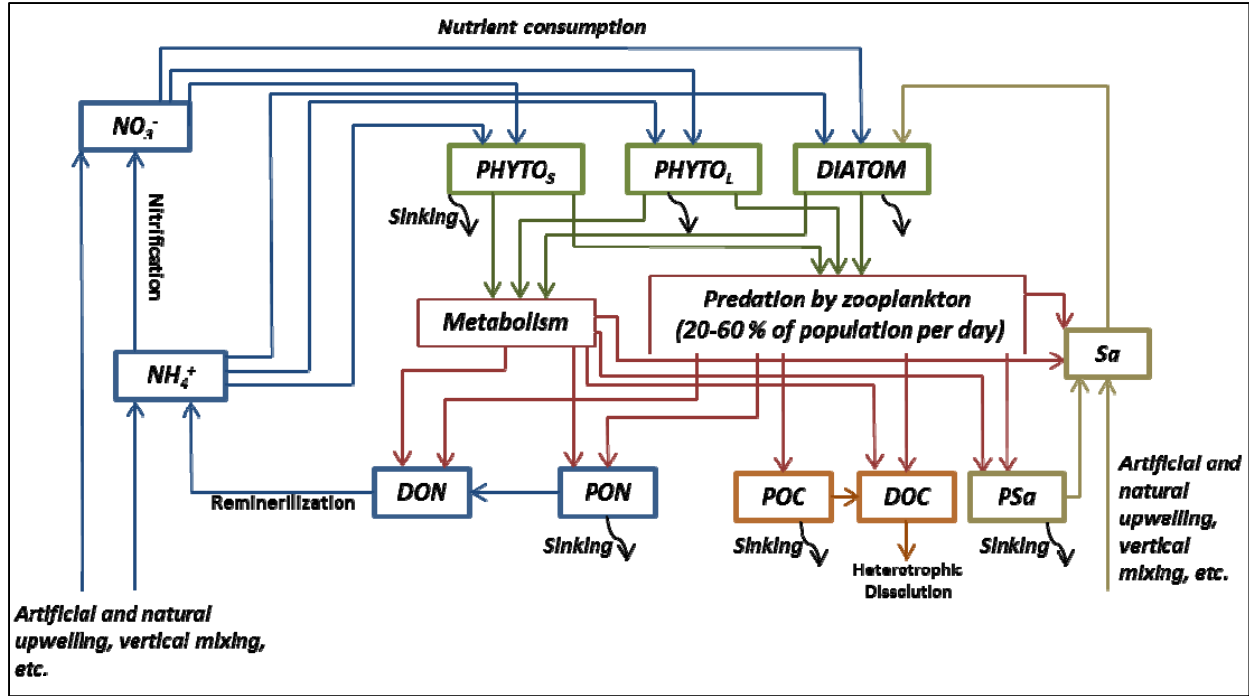 Nutrient consumption
NO₃⁻
PHYTO_S
PHYTO_L
DIATOM
Sinking
Nitrification
Predation by zooplankton
(20-60 % of population per day)
Metabolism
Sa
NH₄⁺
DON
PON
POC
DOC
PSa
Reminerilization
Sinking
Sinking
Sinking
Heterotrophic
Dissolution
Artificial and
natural
upwelling,
vertical
mixing, etc.
Artificial and natural
upwelling, vertical mixing,
etc.